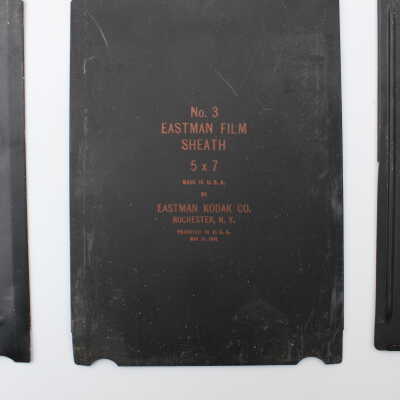 No. 3
EASTMAN FILM
SHEATH
5 x 7
MADE IN U.S.A.
BY
EASTMAN KODAK CO.
ROCHESTER, N. Y.
PATENTED IN U.S.A.